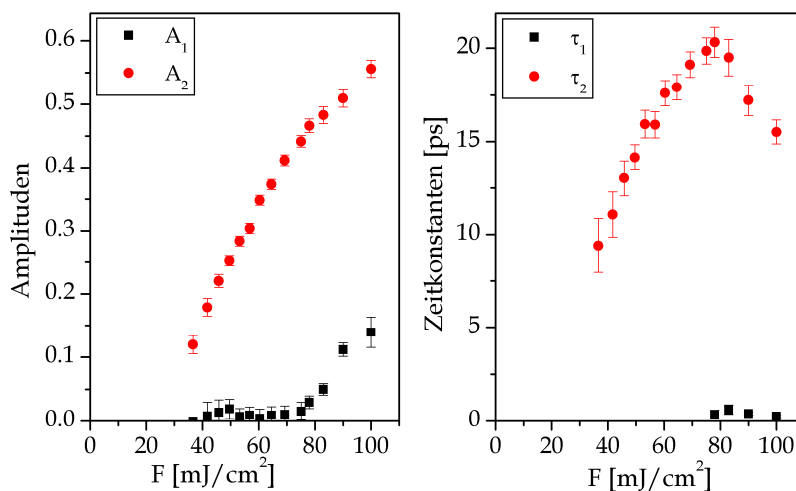 A₁
A₂
Amplituden
0.6
0.5
0.4
0.3
0.2
0.1
0.0
0 20 40 60 80 100
F [mJ/cm²]
τ₁
τ₂
Zeitkonstanten [ps]
20
15
10
5
0
0 20 40 60 80 100
F [mJ/cm²]